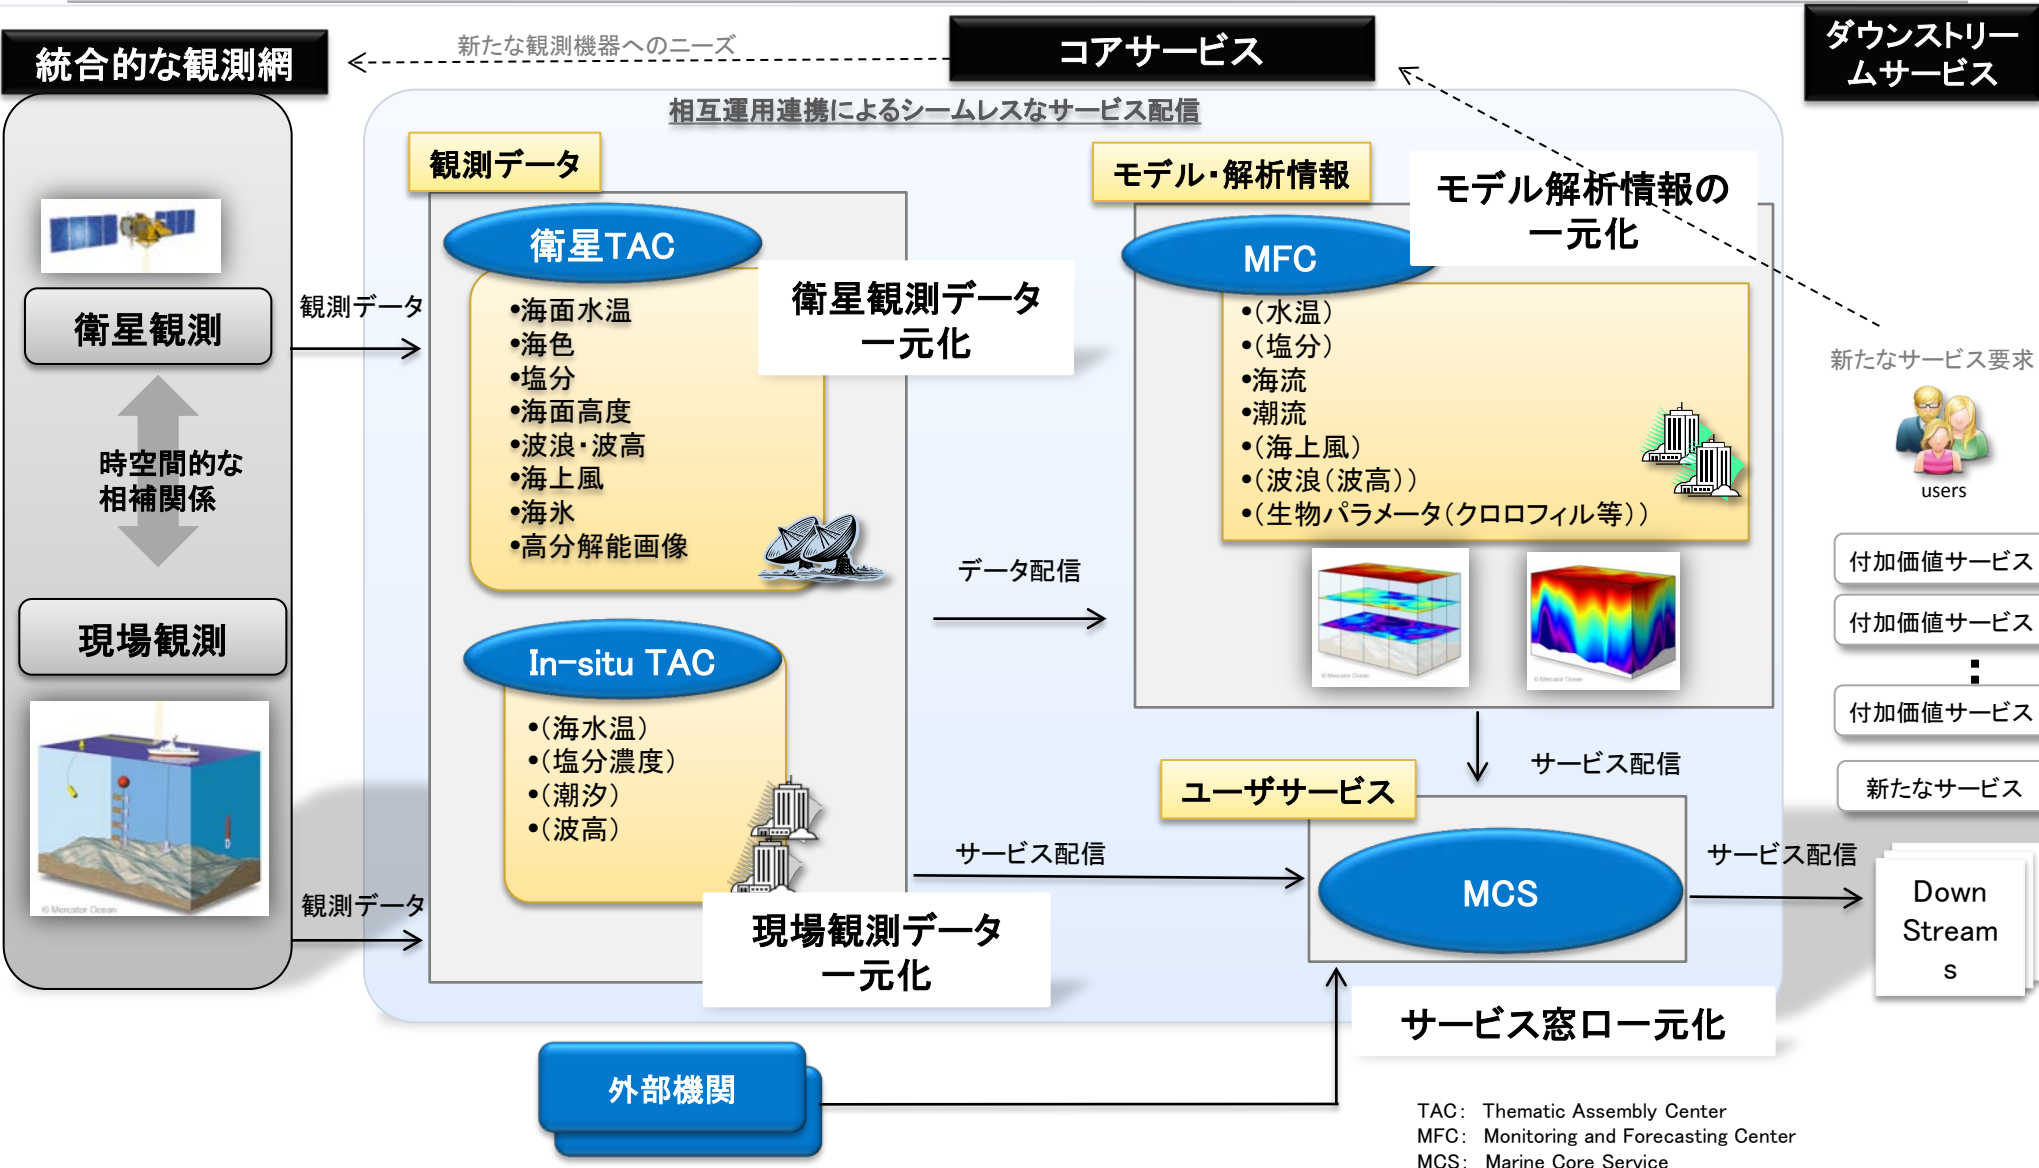 統合的な観測網
新たな観測機器へのニーズ
コアサービス
ダウンストリー
ムサービス
相互運用連携によるシームレスなサービス配信
観測データ
衛星TAC
•海面水温
•海色
•塩分
•海面高度
•波浪・波高
•海上風
•海氷
•高分解能画像
衛星観測データ
一元化
In-situ TAC
•(海水温)
•(塩分濃度)
•(潮汐)
•(波高)
現場観測データ
一元化
衛星観測
時空間的な
相補関係
現場観測
© Mercator Ocean
観測データ
観測データ
データ配信
サービス配信
モデル・解析情報
モデル解析情報の
一元化
MFC
•(水温)
•(塩分)
•海流
•潮流
•(海上風)
•(波浪(波高))
•(生物パラメータ(クロロフィル等))
© Mercator Ocean
© Mercator Ocean
サービス配信
ユーザサービス
MCS
サービス配信
サービス窓口一元化
外部機関
新たなサービス要求
users
付加価値サービス
付加価値サービス
:
付加価値サービス
新たなサービス
Down
Stream
s
TAC: Thematic Assembly Center
MFC: Monitoring and Forecasting Center
MCS: Marine Core Service